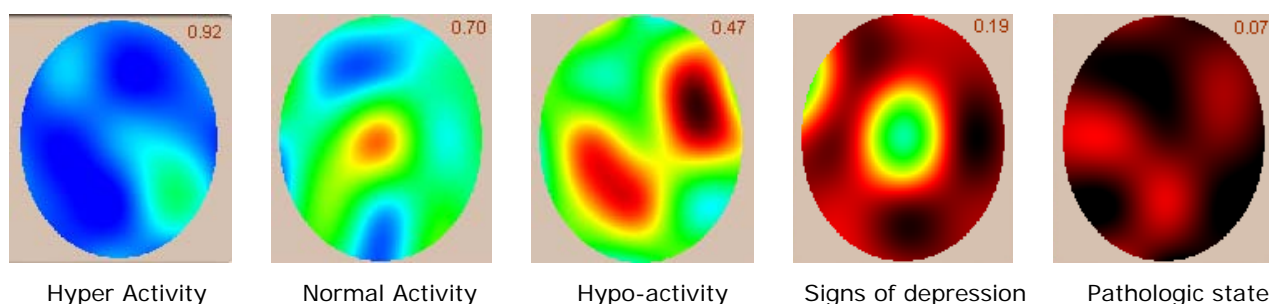 0.92
0.70
0.47
0.19
0.07
Hyper Activity
Normal Activity
Hypo-activity
Signs of depression
Pathologic state